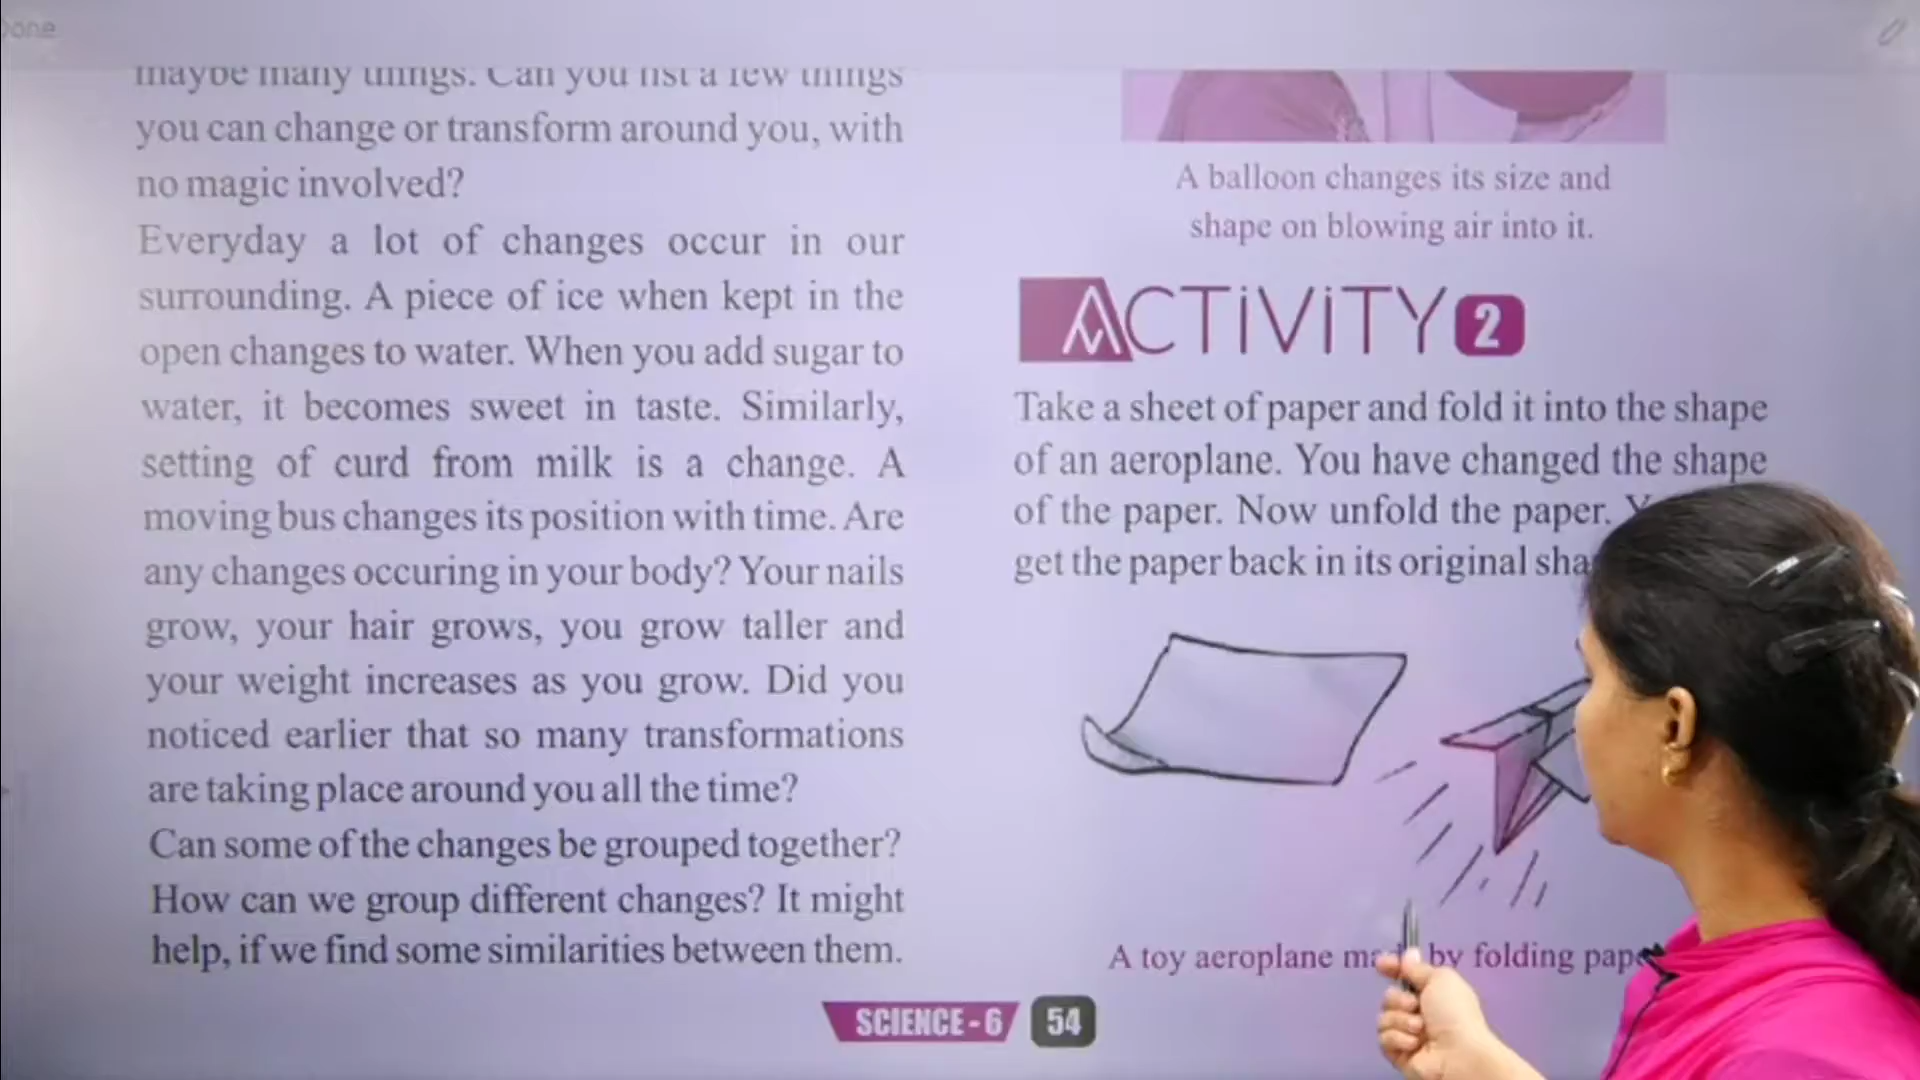 maybe many things. Can you list a few things
you can change or transform around you, with
no magic involved?
Everyday a lot of changes occur in our
surrounding. A piece of ice when kept in the
open changes to water. When you add sugar to
water, it becomes sweet in taste. Similarly,
setting of curd from milk is a change. A
moving bus changes its position with time. Are
any changes occuring in your body? Your nails
grow, your hair grows, you grow taller and
your weight increases as you grow. Did you
noticed earlier that so many transformations
are taking place around you all the time?
Can some of the changes be grouped together?
How can we group different changes? It might
help, if we find some similarities between them.
A balloon changes its size and
shape on blowing air into it.
ACTiViTY 2
Take a sheet of paper and fold it into the shape
of an aeroplane. You have changed the shape
of the paper. Now unfold the paper.
get the paper back in its original
A toy aeroplane by folding
SCIENCE - 6 54